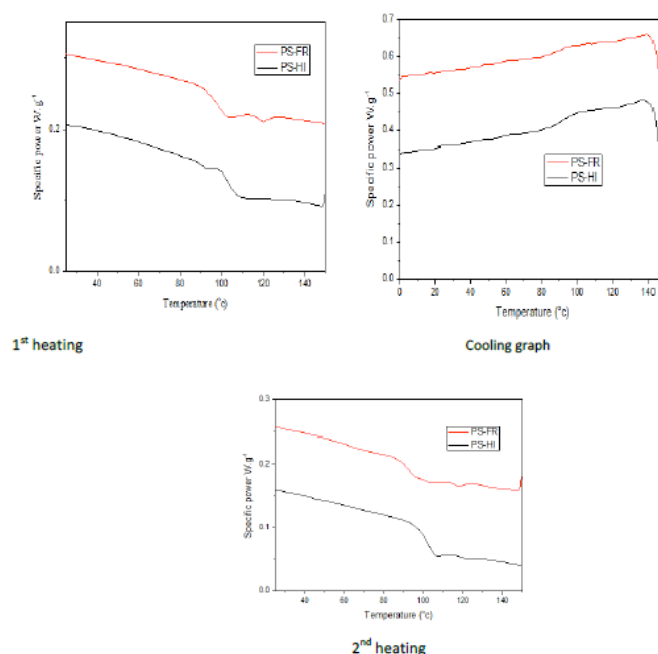 PS-FR
PS-HI
Specific power W.g-1
0.2
0.0
40 60 80 100 120 140
Temperature (°c)
1st heating
0.7
0.6
0.5
0.4
0.3
0.2
0.1
0.0
Specific power W.g-1
PS-FR
PS-HI
0 20 40 60 80 100 120 140
Temperature (°c)
Cooling graph
0.3
0.2
0.1
0.0
Specific power W.g-1
PS-FR
PS-HI
40 60 80 100 120 140
Temperature (°c)
2nd heating